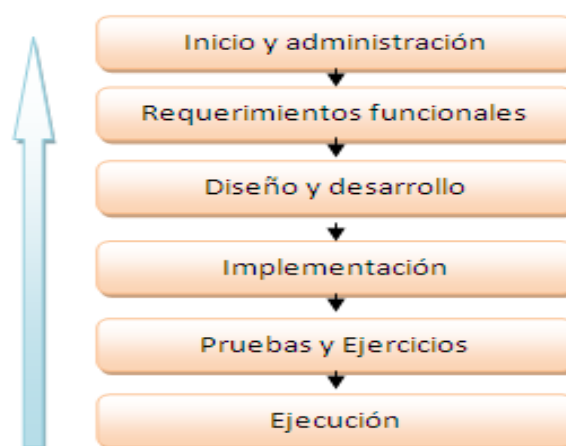 Inicio y administración
Requerimientos funcionales
Diseño y desarrollo
Implementación
Pruebas y Ejercicios
Ejecución